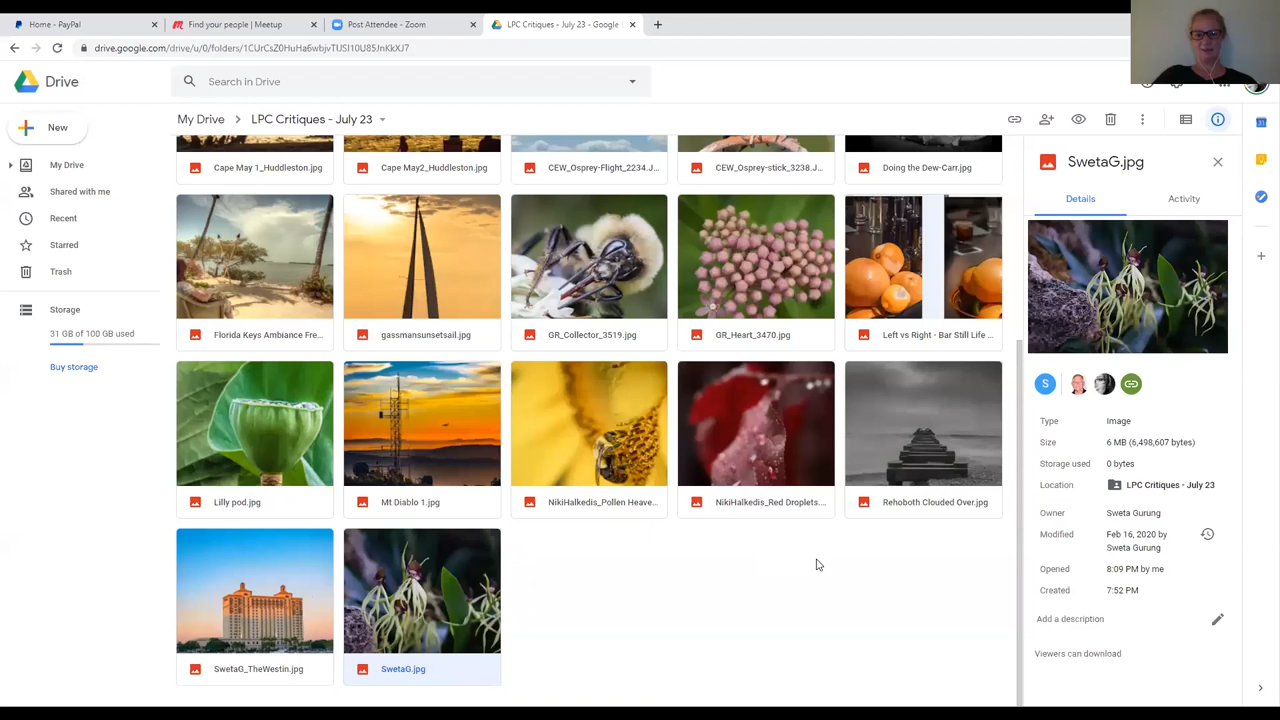 Home - PayPal
Find your people | Meetup
Post Attendee - Zoom
LPC Critiques - July 23 - Google
drive.google.com/drive/u/0/folders/1CUrCsZ0HuHa6wbjvTUSI10U85JnKkXJ7
Drive
Search in Drive
New
My Drive
LPC Critiques - July 23
My Drive
Shared with me
Recent
Starred
Trash
Storage
31 GB of 100 GB used
Buy storage
Cape May 1_Huddleston.jpg
Cape May2_Huddleston.jpg
CEW_Osprey-Flight_2234.J...
CEW_Osprey-stick_3238.J...
Doing the Dew-Carr.jpg
Florida Keys Ambiance Fre...
gassmansunsetsail.jpg
GR_Collector_3519.jpg
GR_Heart_3470.jpg
Left vs Right - Bar Still Life ...
Lilly pod.jpg
Mt Diablo 1.jpg
NikiHalkedis_Pollen Heave...
NikiHalkedis_Red Droplets....
Rehoboth Clouded Over.jpg
SwetaG_TheWestin.jpg
SwetaG.jpg
SwetaG.jpg
Details
Activity
S
Type
Image
Size
6 MB (6,498,607 bytes)
Storage used
0 bytes
Location
LPC Critiques - July 23
Owner
Sweta Gurung
Modified
Feb 16, 2020 by
Sweta Gurung
Opened
8:09 PM by me
Created
7:52 PM
Add a description
Viewers can download